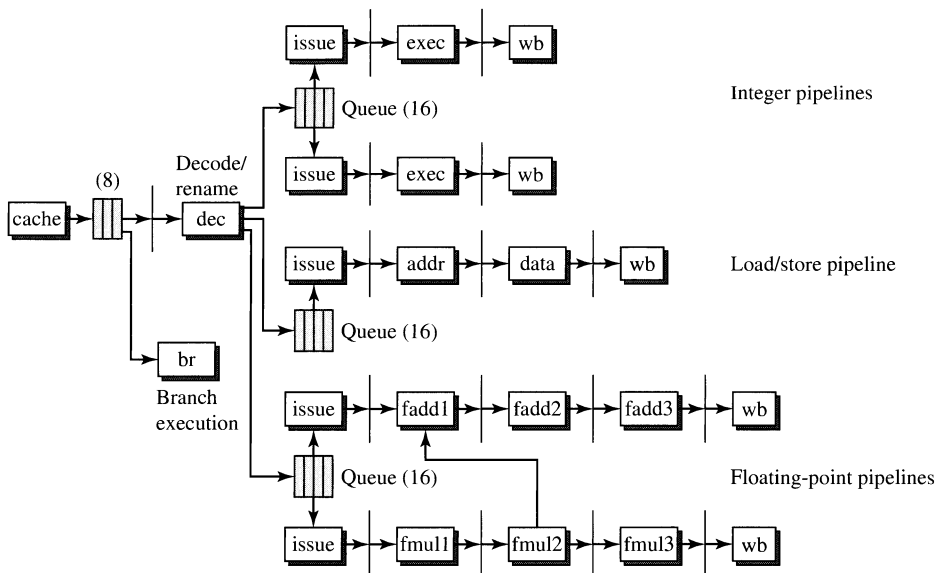 issue exec wb
Integer pipelines
Queue (16)
Decode/
rename
issue exec wb
(8)
cache
dec
issue addr data wb
Load/store pipeline
Queue (16)
br
Branch
execution
issue fadd1 fadd2 fadd3 wb
Queue (16)
Floating-point pipelines
issue fmul1 fmul2 fmul3 wb